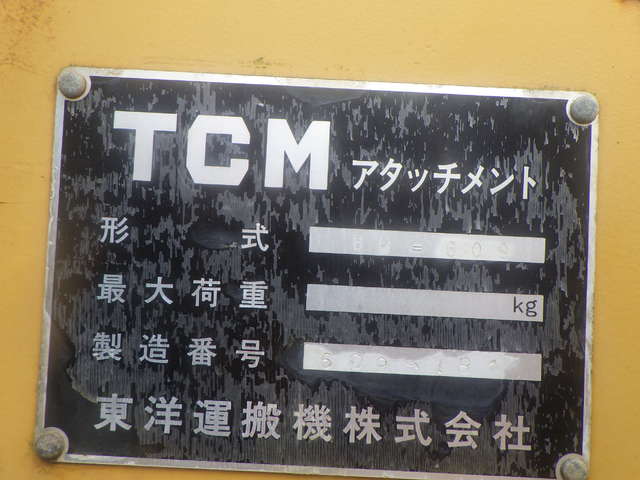 TCM アタッチメント
形 式
最大荷重 kg
製造番号
東洋運搬機株式会社